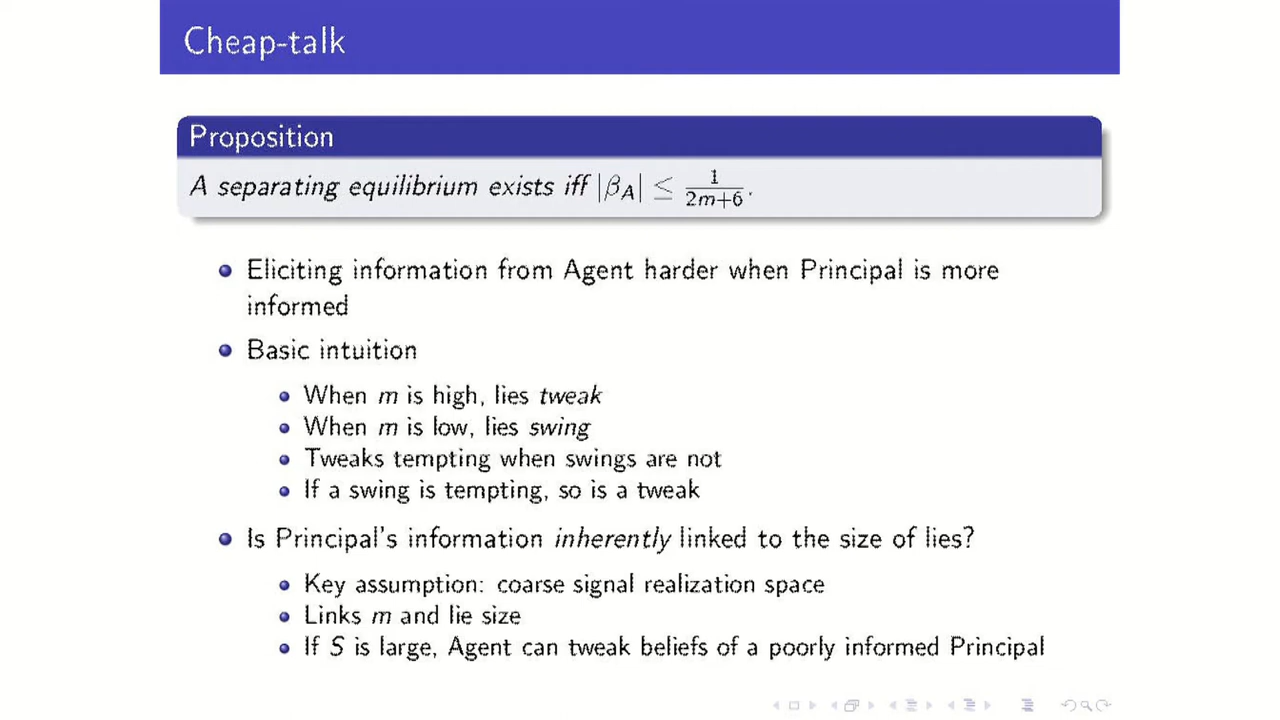 Cheap-talk
Proposition
A separating equilibrium exists iff |β_A| ≤ 1/(2m+6).
Eliciting information from Agent harder when Principal is more
informed
Basic intuition
When m is high, lies tweak
When m is low, lies swing
Tweaks tempting when swings are not
If a swing is tempting, so is a tweak
Is Principal's information inherently linked to the size of lies?
Key assumption: coarse signal realization space
Links m and lie size
If S is large, Agent can tweak beliefs of a poorly informed Principal